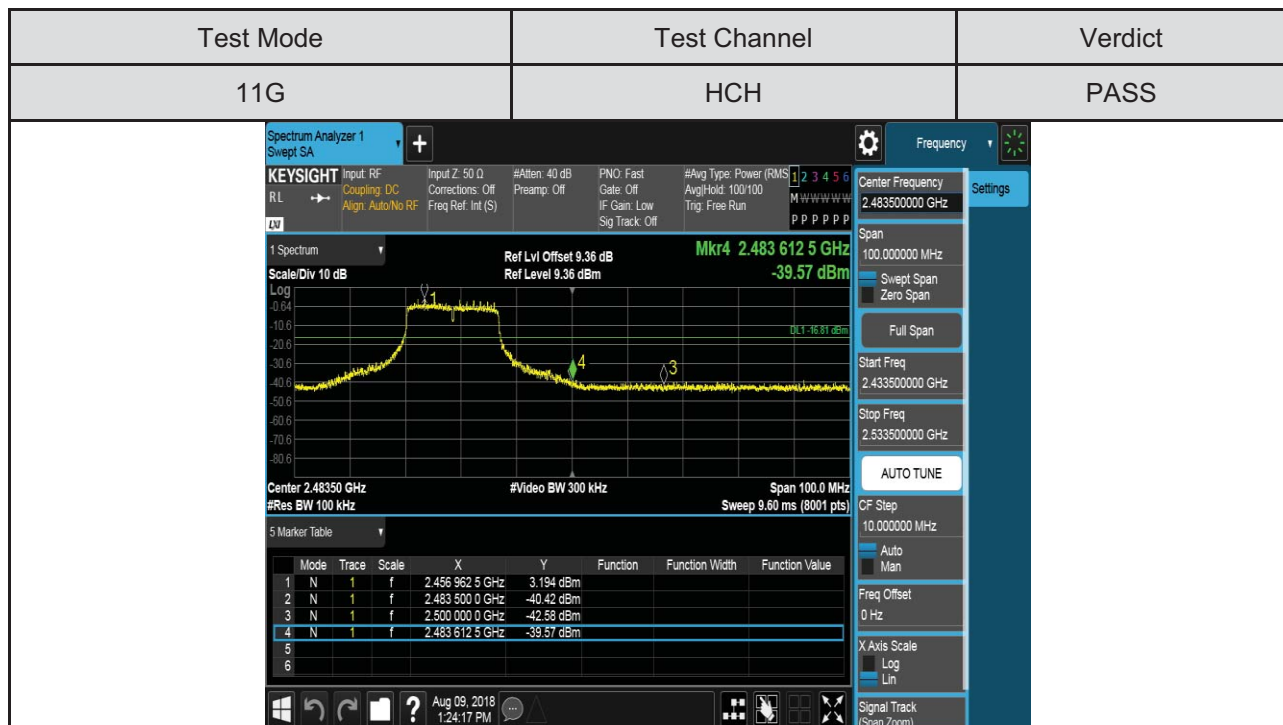 Test Mode Test Channel Verdict
11G HCH PASS
Spectrum Analyzer 1
Swept SA
+
Frequency
KEYSIGHT
RL
LXI
Input: RF
Coupling: DC
Align: Auto/No RF
Input Z: 50 Ω
Corrections: Off
Freq Ref: Int (S)
#Atten: 40 dB
Preamp: Off
PNO: Fast
Gate: Off
IF Gain: Low
Sig Track: Off
#Avg Type: Power (RMS
Avg|Hold: 100/100
Trig: Free Run
1 2 3 4 5 6
M W W W W W
P P P P P P
1 Spectrum
Scale/Div 10 dB
Ref Lvl Offset 9.36 dB
Ref Level 9.36 dBm
Mkr4 2.483 612 5 GHz
-39.57 dBm
Log
-0.64
-10.6
-20.6
-30.6
-40.6
-50.6
-60.6
-70.6
-80.6
1
4
3
DL1 -16.81 dBm
Center 2.48350 GHz
#Res BW 100 kHz
#Video BW 300 kHz
Span 100.0 MHz
Sweep 9.60 ms (8001 pts)
5 Marker Table
Mode Trace Scale X Y Function Function Width Function Value
1 N 1 f 2.456 962 5 GHz 3.194 dBm
2 N 1 f 2.483 500 0 GHz -40.42 dBm
3 N 1 f 2.500 000 0 GHz -42.58 dBm
4 N 1 f 2.483 612 5 GHz -39.57 dBm
5
6
?
Aug 09, 2018
1:24:17 PM
Center Frequency
2.483500000 GHz
Settings
Span
100.000000 MHz
Swept Span
Zero Span
Full Span
Start Freq
2.433500000 GHz
Stop Freq
2.533500000 GHz
AUTO TUNE
CF Step
10.000000 MHz
Auto
Man
Freq Offset
0 Hz
X Axis Scale
Log
Lin
Signal Track
(Span Zoom)